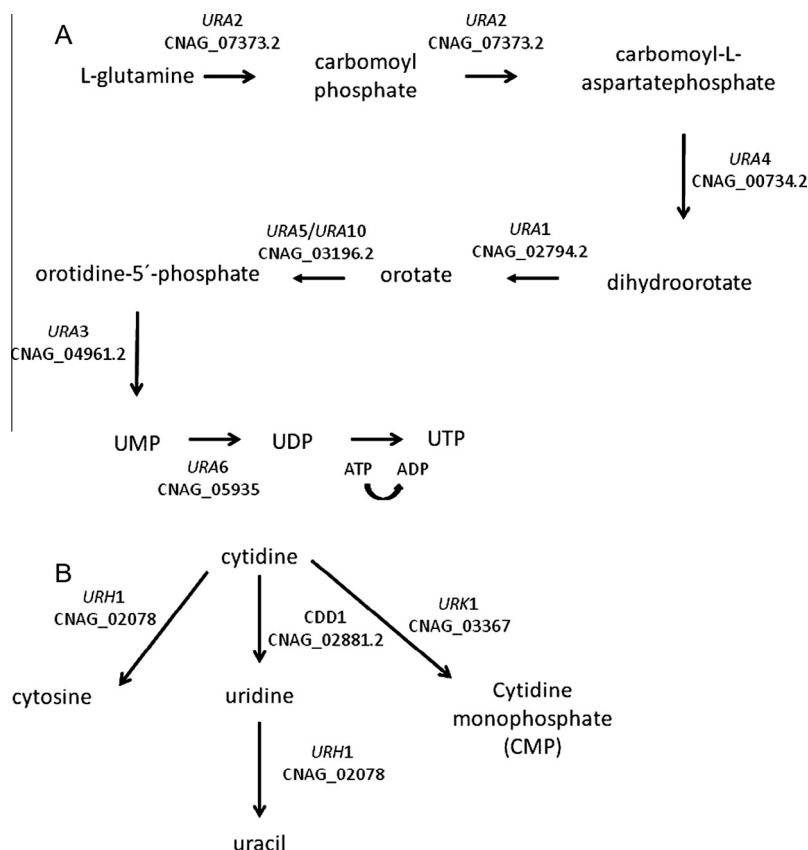 A
URA2
CNAG_07373.2
URA2
CNAG_07373.2
L-glutamine
carbomoyl
phosphate
carbomoyl-L-
aspartatephosphate
URA4
CNAG_00734.2
URA5/URA10
CNAG_03196.2
URA1
CNAG_02794.2
orotidine-5´-phosphate
orotate
dihydroorotate
URA3
CNAG_04961.2
UMP
UDP
UTP
URA6
CNAG_05935
ATP
ADP
B
cytidine
URH1
CNAG_02078
CDD1
CNAG_02881.2
URK1
CNAG_03367
cytosine
uridine
Cytidine
monophosphate
(CMP)
URH1
CNAG_02078
uracil